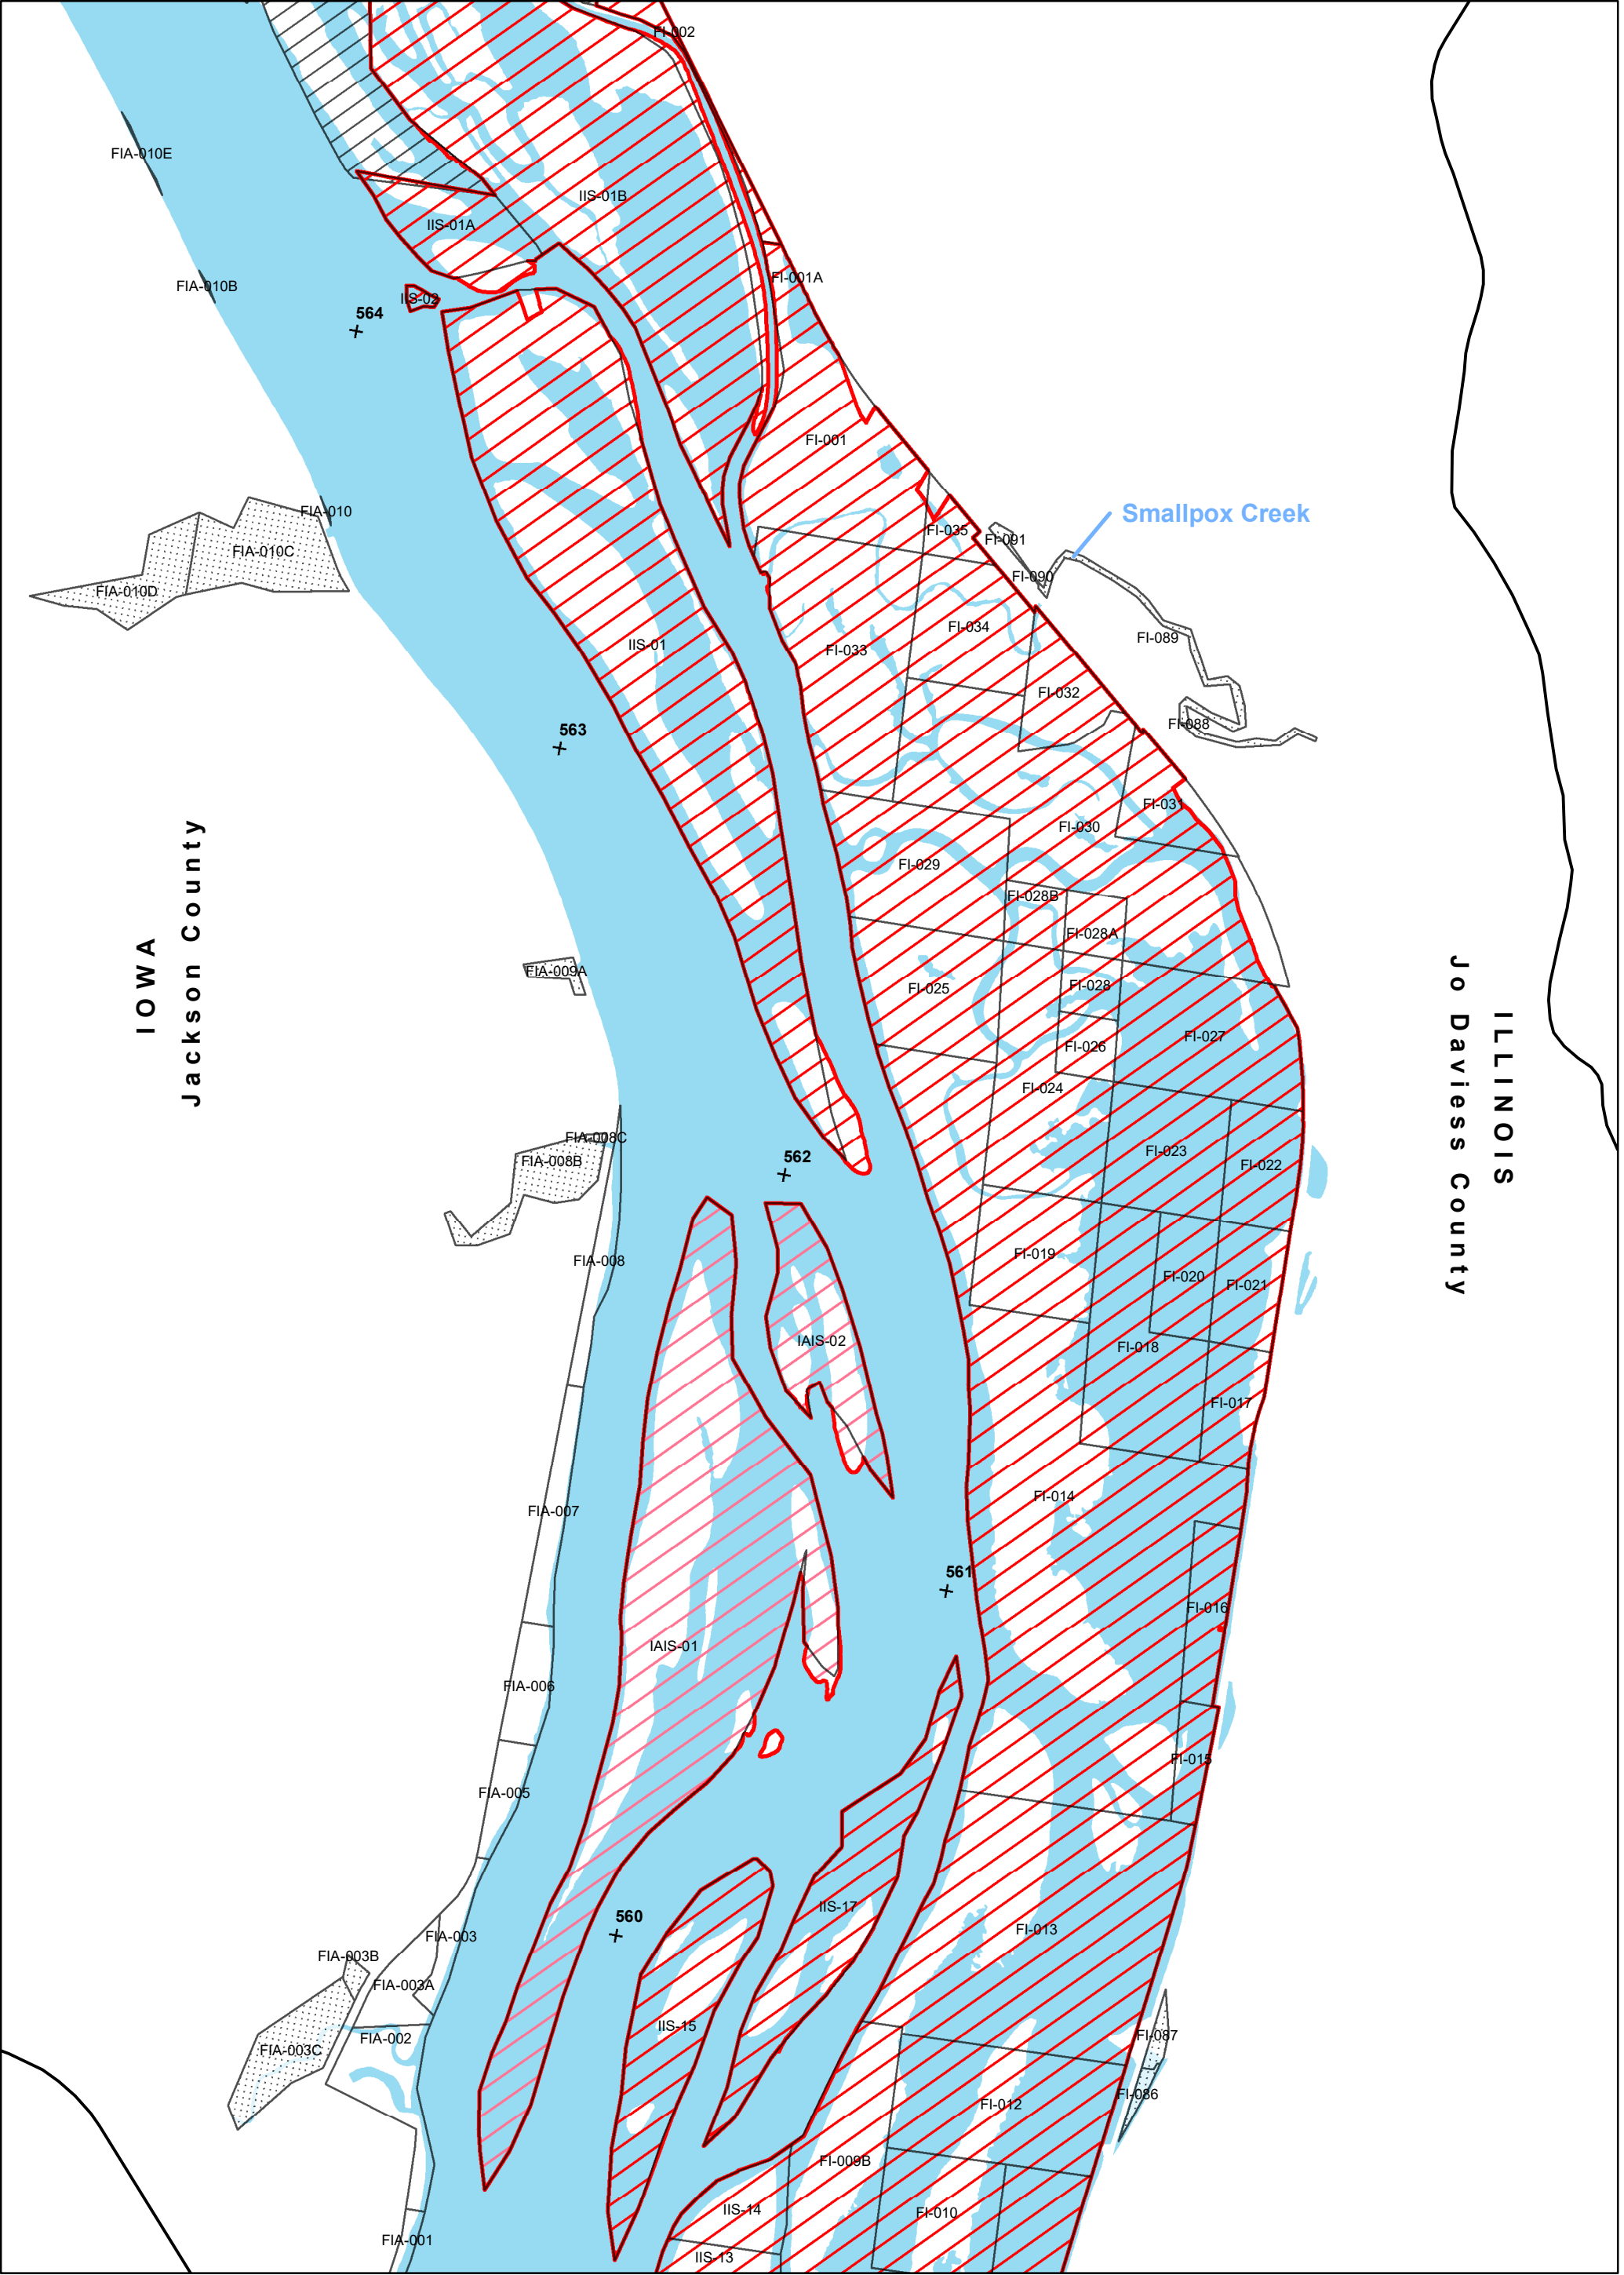 FI-002
FIA-010E
IIS-01B
IIS-01A
FI-001A
FIA-010B
IIS-02
564
FI-001
FIA-010
Smallpox Creek
FI-035
FI-091
FIA-010C
FI-090
FIA-010D
FI-034
FI-089
IIS-01
FI-033
FI-032
FI-088
563
FI-031
FI-030
FI-029
FI-028B
FI-028A
IOWA
Jackson County
FIA-009A
FI-025
FI-028
FI-027
FI-026
FI-024
ILLINOIS
Jo Daviess County
FIA-008C
FI-023
562
FIA-008B
FI-022
FI-019
FIA-008
FI-020
FI-021
IAIS-02
FI-018
FI-017
FI-014
FIA-007
561
FI-016
IAIS-01
FIA-006
FI-015
FIA-005
IIS-17
560
FI-013
FIA-003
FIA-003B
FIA-003A
IIS-15
FI-087
FIA-002
FIA-003C
FI-086
FI-012
FI-009B
IIS-14
FI-010
FIA-001
IIS-13